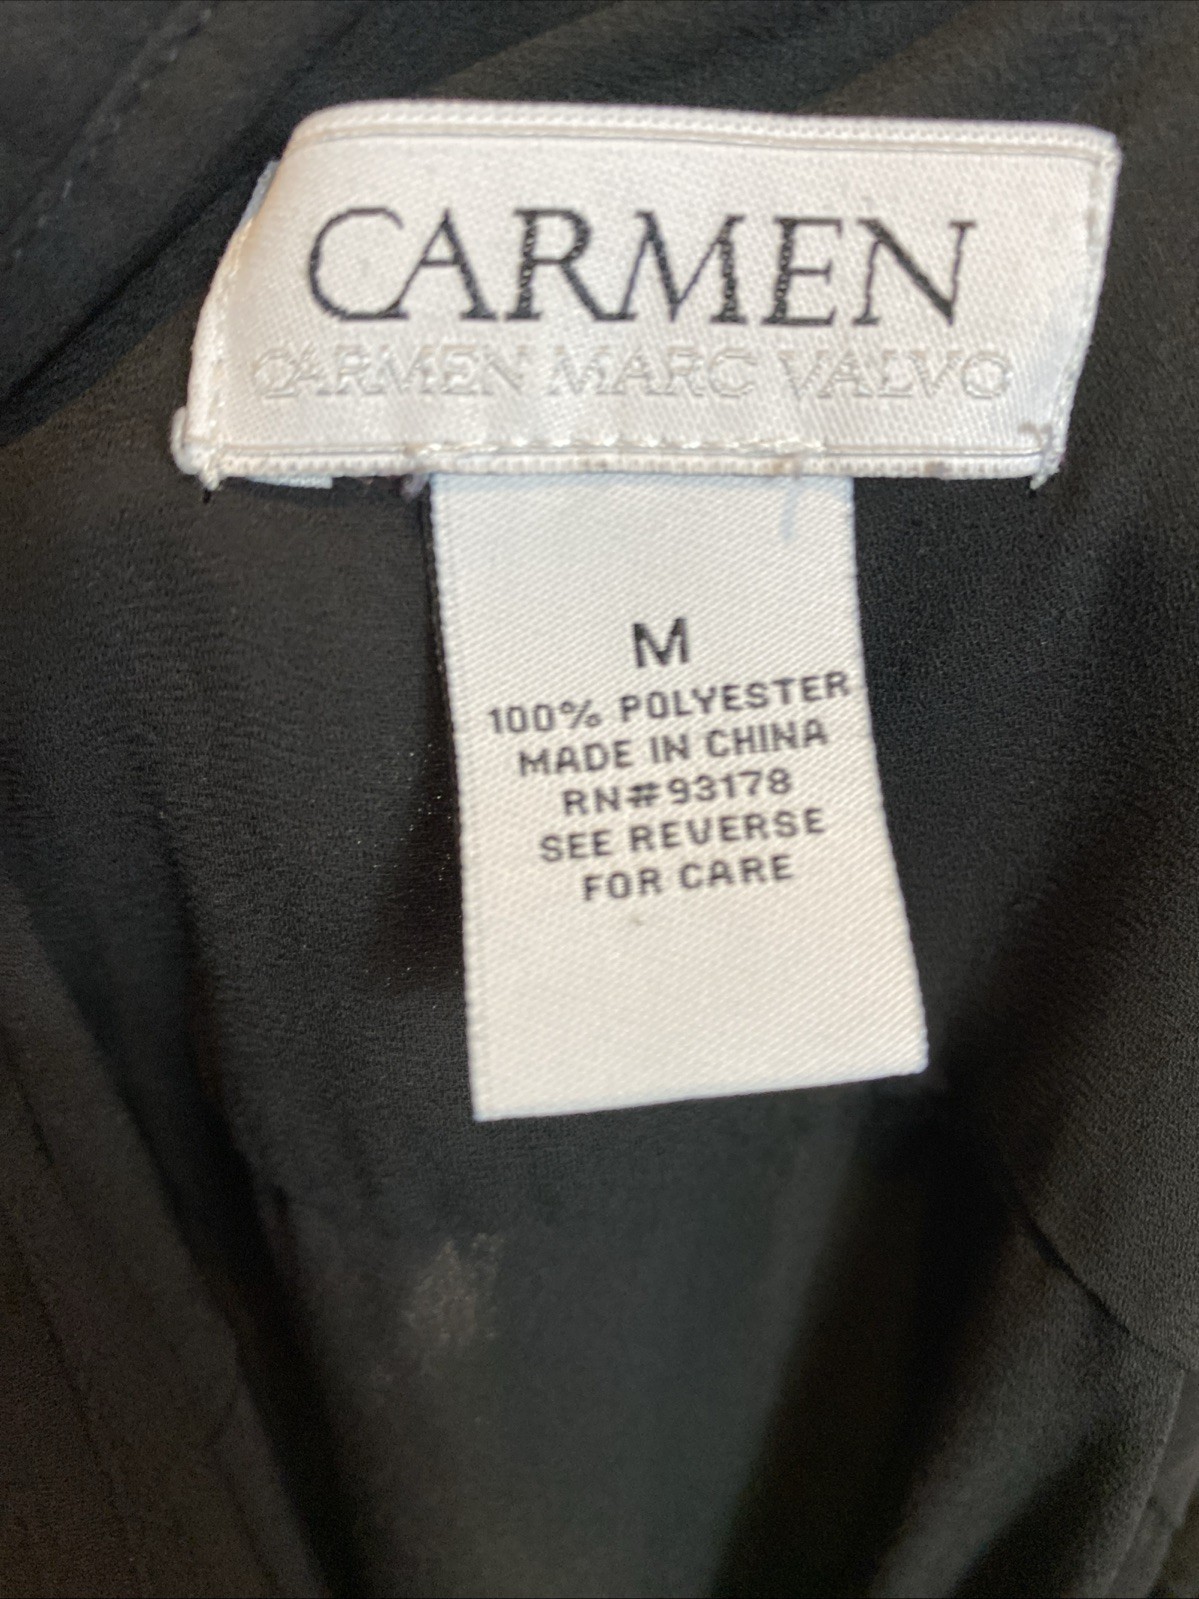 CARMEN
CARMEN MARC VALVO
M
100% POLYESTER
MADE IN CHINA
RN#93178
SEE REVERSE
FOR CARE